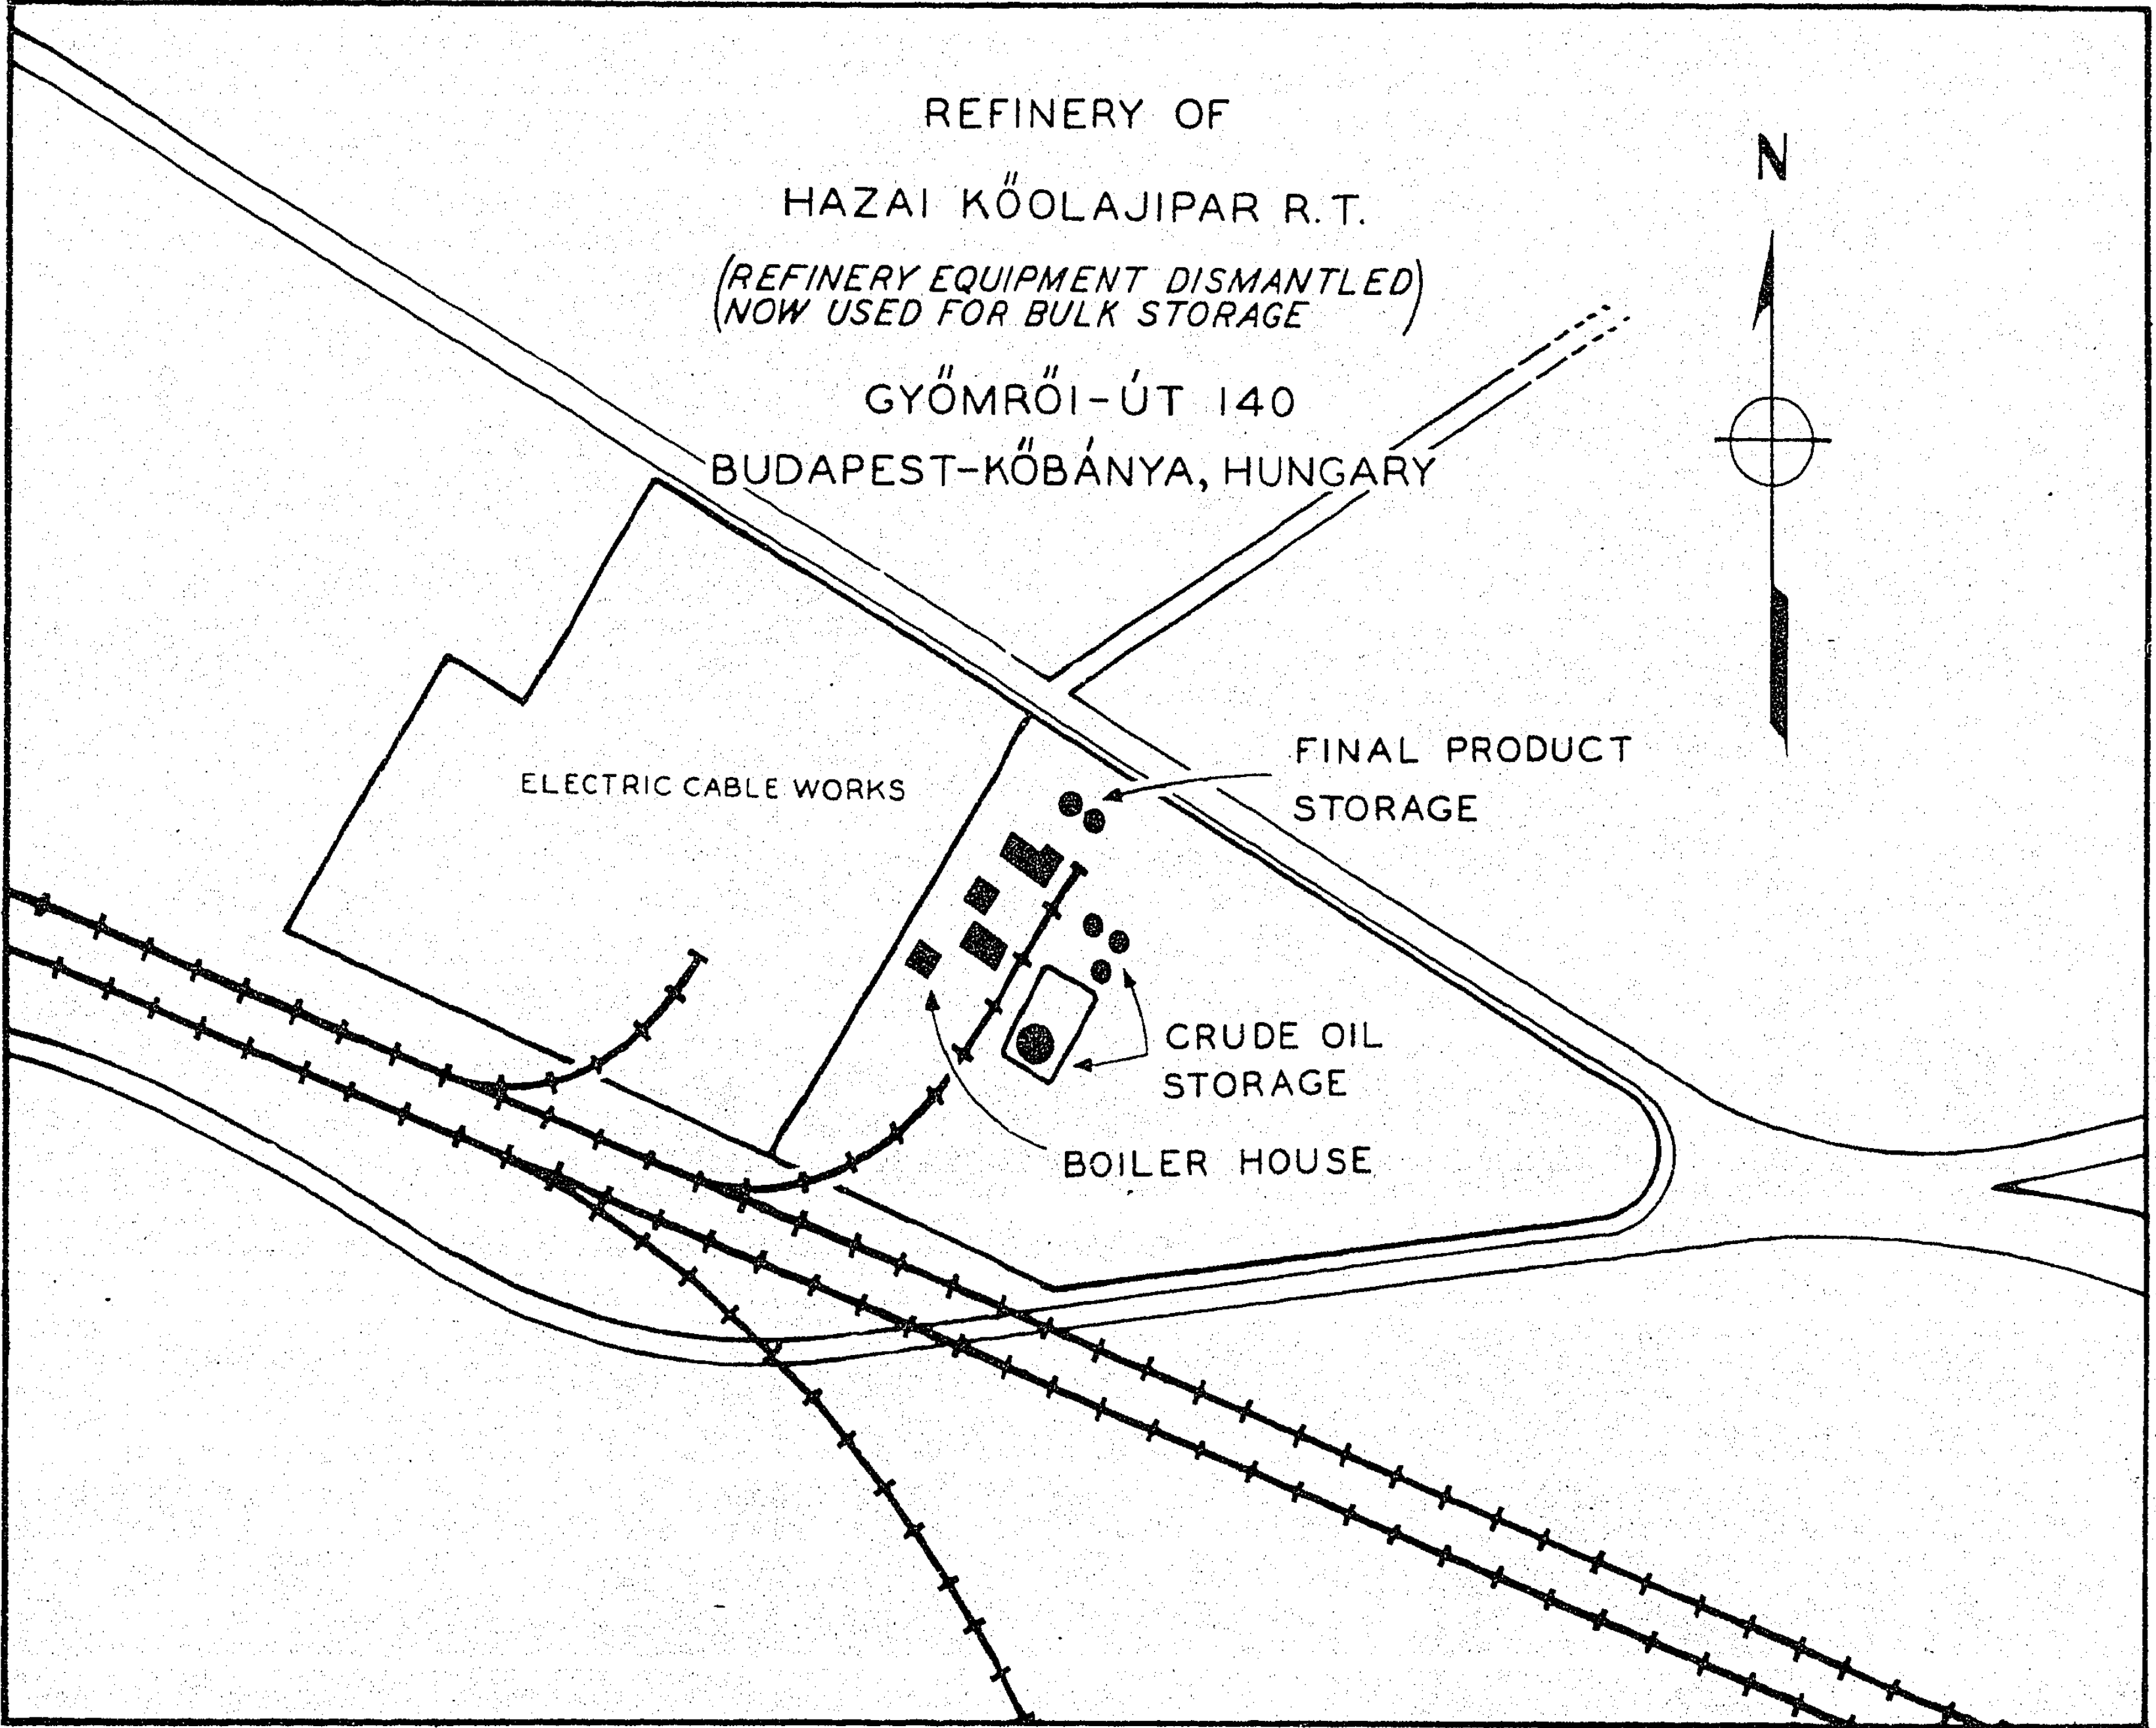 REFINERY OF
HAZAI KŐOLAJIPAR R.T.
(REFINERY EQUIPMENT DISMANTLED)
(NOW USED FOR BULK STORAGE)
GYŐMRŐI-ÚT 140
BUDAPEST-KŐBÁNYA, HUNGARY
N
FINAL PRODUCT
STORAGE
ELECTRIC CABLE WORKS
CRUDE OIL
STORAGE
BOILER HOUSE